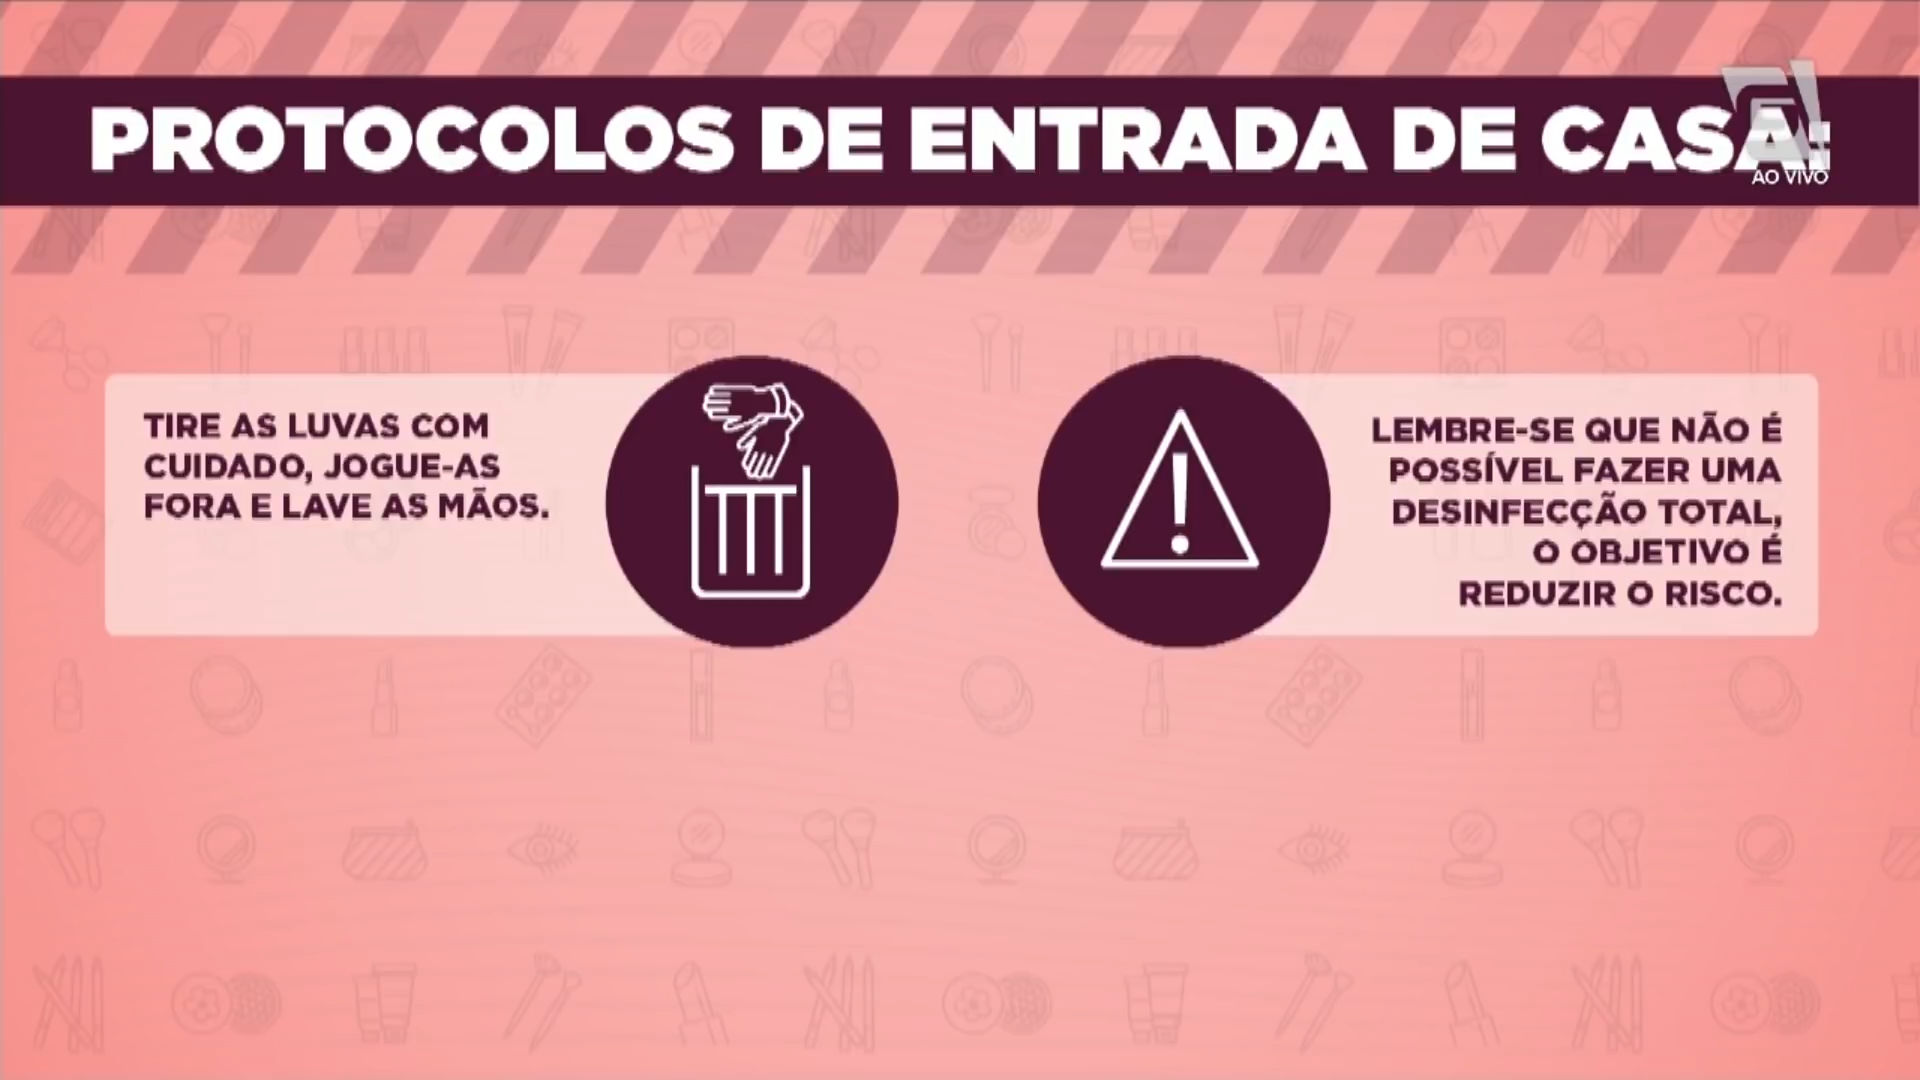 PROTOCOLOS DE ENTRADA DE CASA:
AO VIVO
TIRE AS LUVAS COM
CUIDADO, JOGUE-AS
FORA E LAVE AS MÃOS.
LEMBRE-SE QUE NÃO É
POSSÍVEL FAZER UMA
DESINFECÇÃO TOTAL,
O OBJETIVO É
REDUZIR O RISCO.